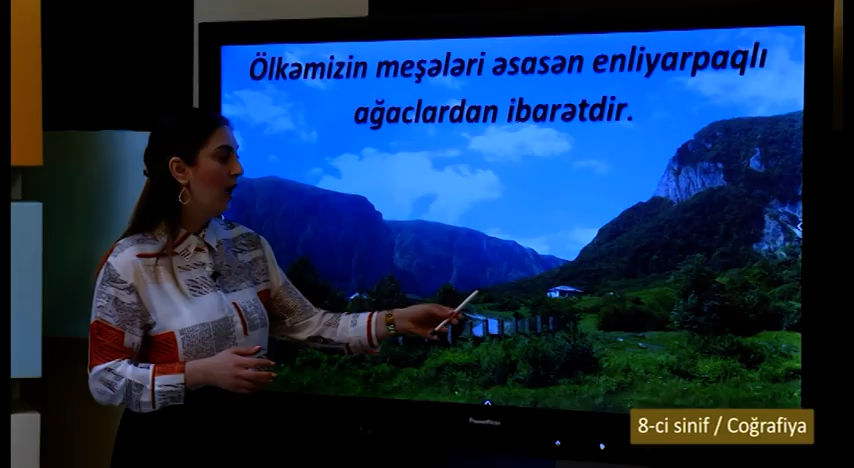 Ölkəmizin meşələri əsasən enliyarpaqlı
ağaclardan ibarətdir.
8-ci sinif / Coğrafiya